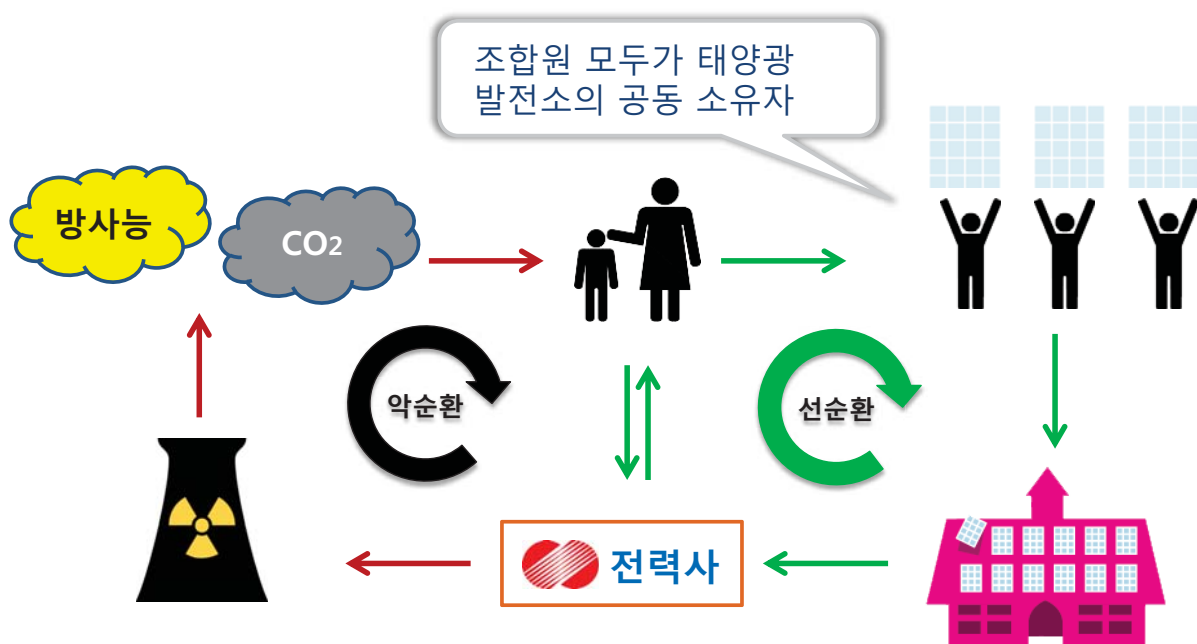 조합원 모두가 태양광
발전소의 공동 소유자
방사능
CO2
악순환
선순환
전력사